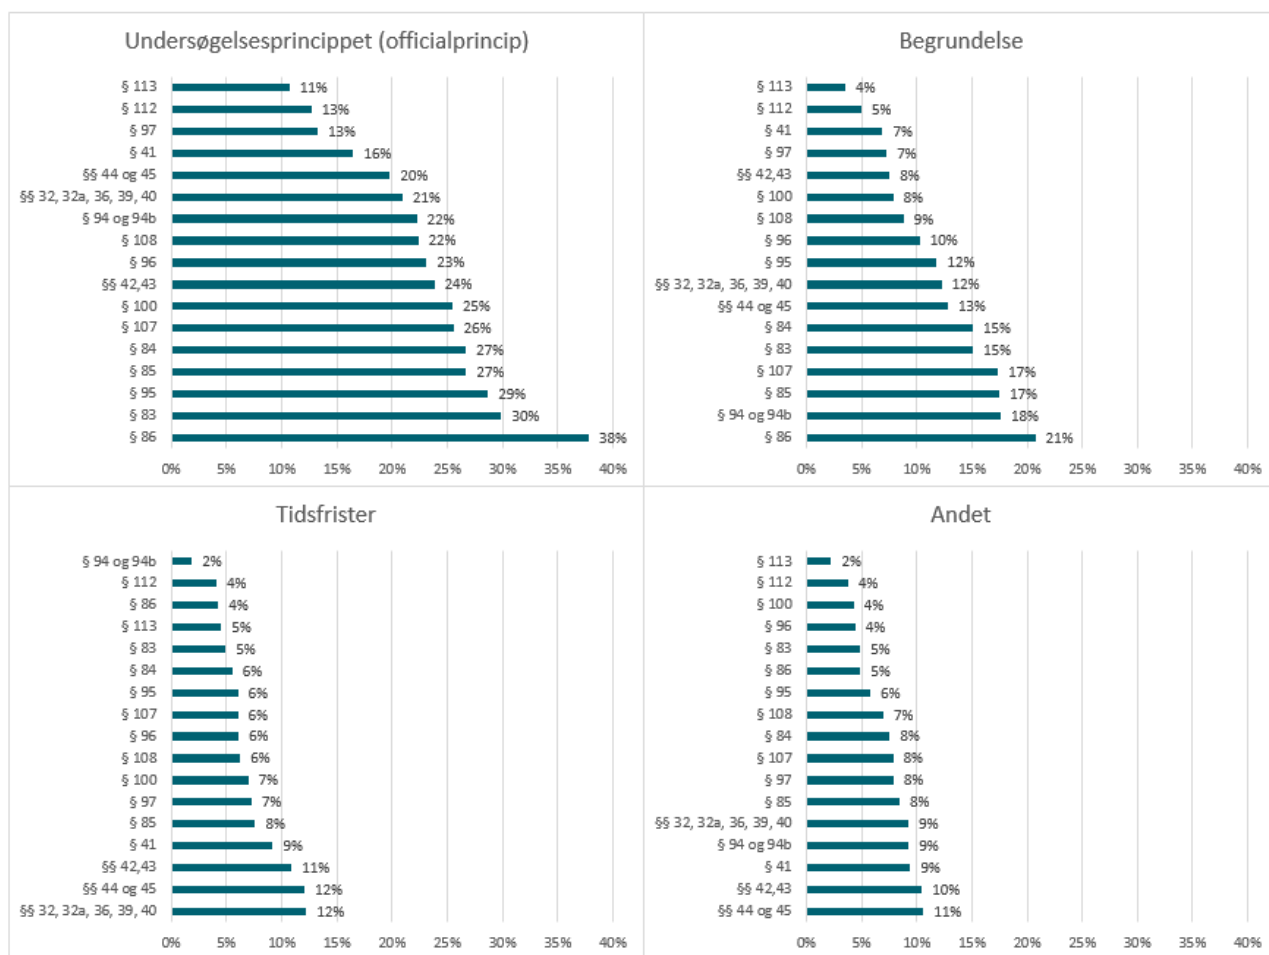 Undersøgelsesprincippet (officialprincip)
§ 113 11%
§ 112 13%
§ 97 13%
§ 41 16%
§§ 44 og 45 20%
§§ 32, 32a, 36, 39, 40 21%
§ 94 og 94b 22%
§ 108 22%
§ 96 23%
§§ 42,43 24%
§ 100 25%
§ 107 26%
§ 84 27%
§ 85 27%
§ 95 29%
§ 83 30%
§ 86 38%
0% 5% 10% 15% 20% 25% 30% 35% 40%
Begrundelse
§ 113 4%
§ 112 5%
§ 41 7%
§ 97 7%
§§ 42,43 8%
§ 100 8%
§ 108 9%
§ 96 10%
§ 95 12%
§§ 32, 32a, 36, 39, 40 12%
§§ 44 og 45 13%
§ 84 15%
§ 83 15%
§ 107 17%
§ 85 17%
§ 94 og 94b 18%
§ 86 21%
0% 5% 10% 15% 20% 25% 30% 35% 40%
Tidsfrister
§ 94 og 94b 2%
§ 112 4%
§ 86 4%
§ 113 5%
§ 83 5%
§ 84 6%
§ 95 6%
§ 107 6%
§ 96 6%
§ 108 6%
§ 100 7%
§ 97 7%
§ 85 8%
§ 41 9%
§§ 42,43 11%
§§ 44 og 45 12%
§§ 32, 32a, 36, 39, 40 12%
0% 5% 10% 15% 20% 25% 30% 35% 40%
Andet
§ 113 2%
§ 112 4%
§ 100 4%
§ 96 4%
§ 83 5%
§ 86 5%
§ 95 6%
§ 108 7%
§ 84 8%
§ 107 8%
§ 97 8%
§ 85 8%
§§ 32, 32a, 36, 39, 40 9%
§ 94 og 94b 9%
§ 41 9%
§§ 42,43 10%
§§ 44 og 45 11%
0% 5% 10% 15% 20% 25% 30% 35% 40%